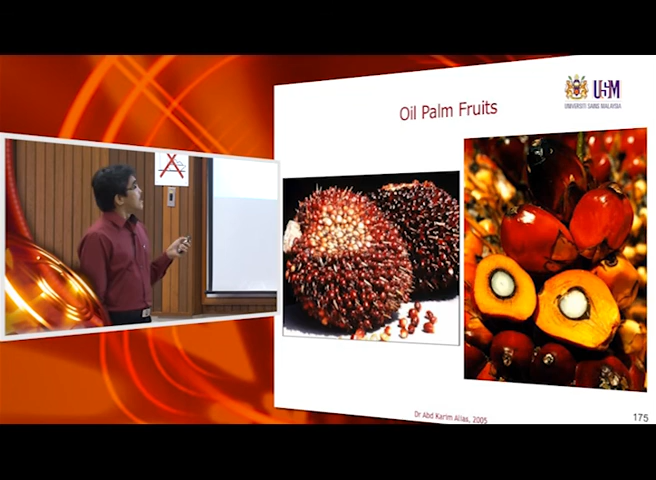 USM
UNIVERSITI SAINS MALAYSIA
Oil Palm Fruits
Dr Abd Karim Alias, 2005
175